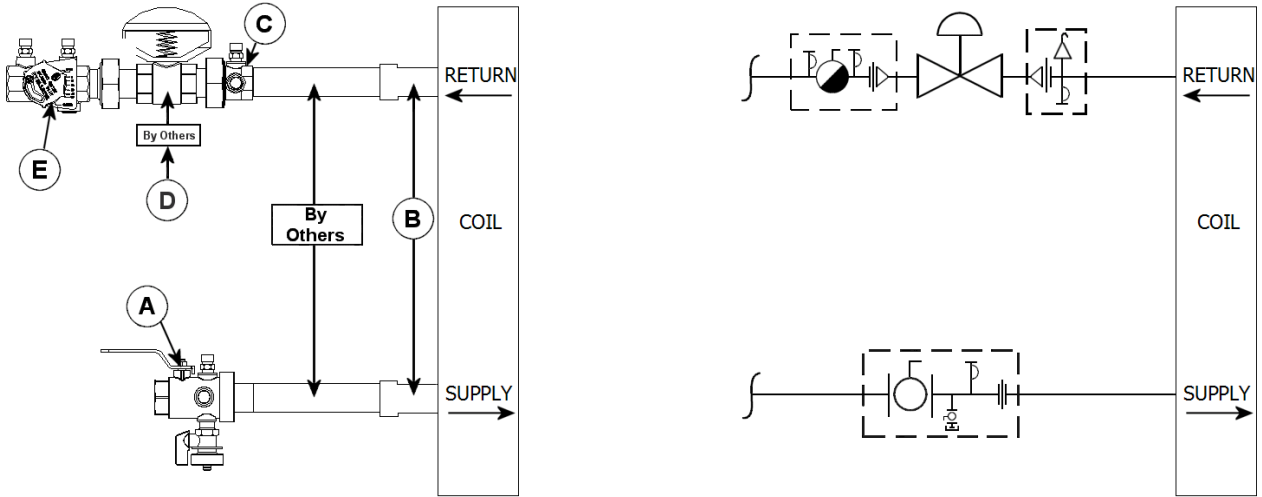 C
RETURN
E
By Others
D
By
Others
B
COIL
A
SUPPLY
RETURN
COIL
SUPPLY